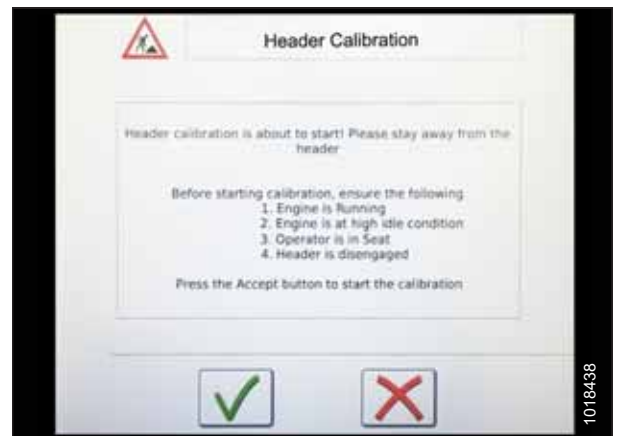 Header Calibration
Header calibration is about to start! Please stay away from the
header
Before starting calibration, ensure the following
1. Engine is Running
2. Engine is at high idle condition
3. Operator is in Seat
4. Header is disengaged
Press the Accept button to start the calibration
1018438